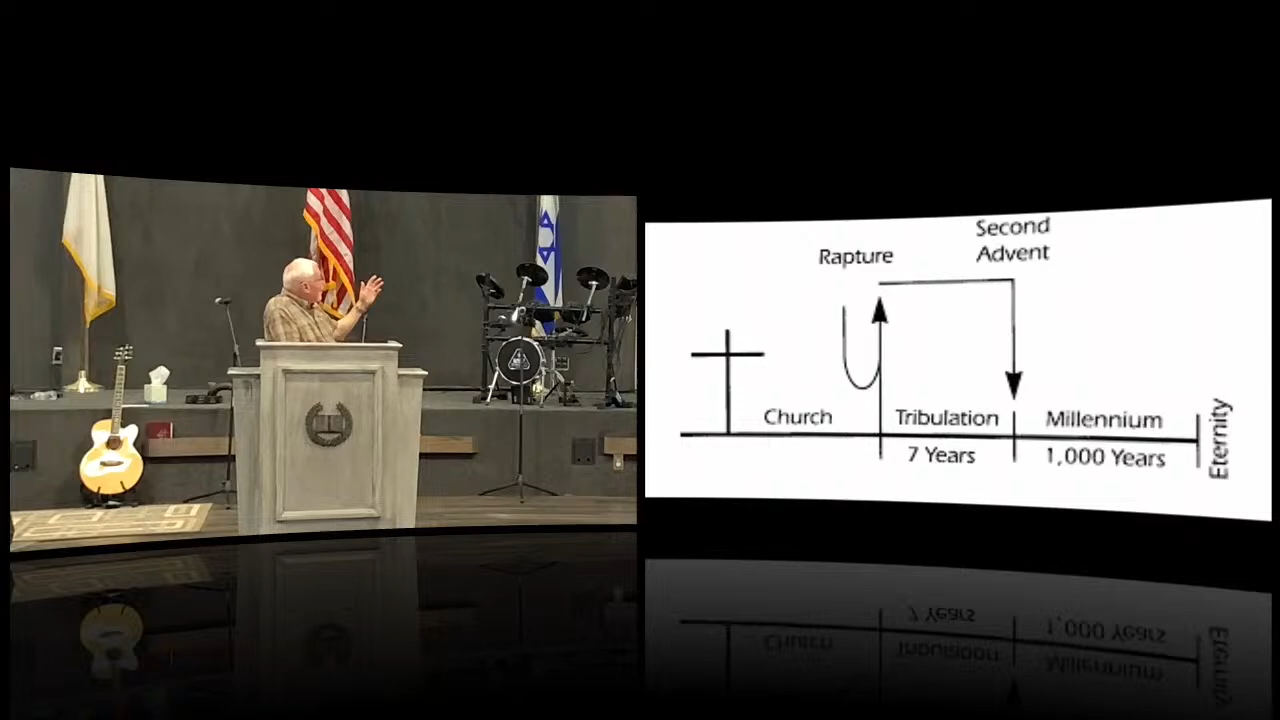 Second
Advent
Rapture
Church
Tribulation
Millennium
7 Years
1,000 Years
Eternity